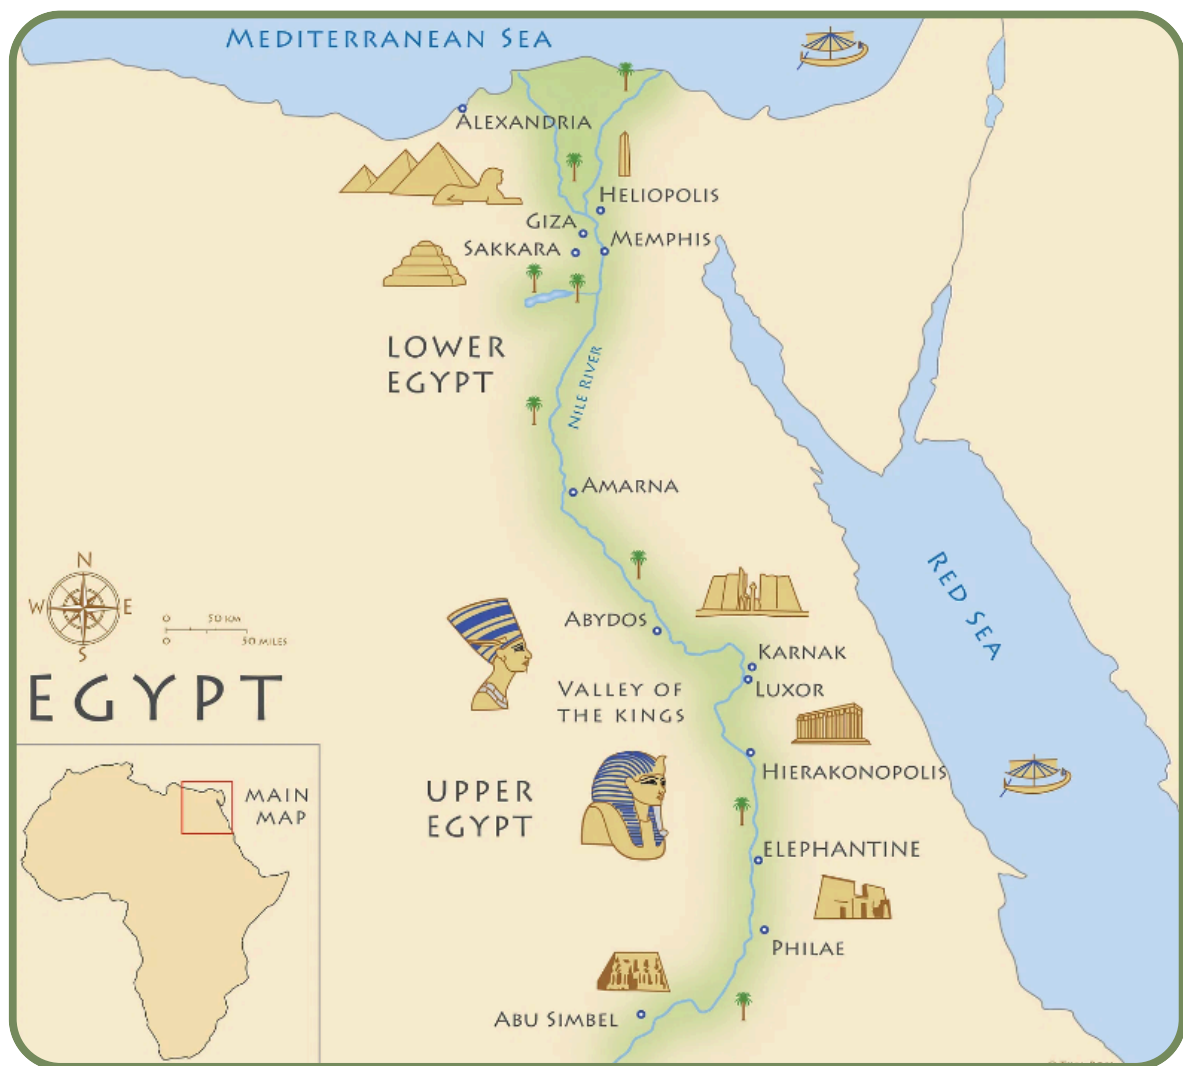 MEDITERRANEAN SEA
ALEXANDRIA
HELIOPOLIS
GIZA
MEMPHIS
SAKKARA
LOWER
EGYPT
NILE RIVER
AMARNA
N
W
E
S
50 KM
50 MILES
EGYPT
RED SEA
ABYDOS
KARNAK
LUXOR
VALLEY OF
THE KINGS
HIERAKONOPOLIS
UPPER
EGYPT
MAIN
MAP
ELEPHANTINE
PHILAE
ABU SIMBEL